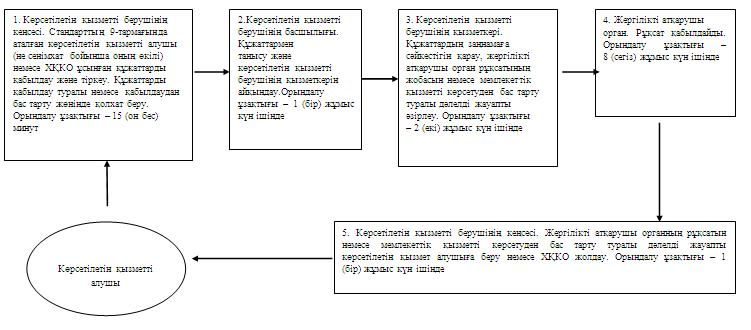 1. Көрсетілетін қызметті берушінің
кеңсесі. Стандарттың 9-тармағында
аталған көрсетілетін қызметті алушы
(не сенімхат бойынша оның өкілі)
немесе ХҚКО ұсынған құжаттарды
қабылдау және тіркеу. Құжаттарды
қабылдау туралы немесе қабылдаудан
бас тарту жөнінде қолхат беру.
Орындалу ұзақтығы – 15 (он бес)
минут
2.Көрсетілетін қызметті
берушінің басшылығы.
Құжаттармен
танысу және
көрсетілетін қызметті
берушінің қызметкерін
айқындау.Орындалу
ұзақтығы – 1 (бір) жұмыс
күн ішінде
3. Көрсетілетін қызметті
берушінің қызметкері.
Құжаттардың заңнамаға
сәйкестігін қарау, жергілікті
атқарушы орган рұқсатының
жобасын немесе мемлекеттік
қызметті көрсетуден бас тарту
туралы дәлелді жауапты
әзірлеу. Орындалу ұзақтығы
– 2 (екі) жұмыс күн ішінде
4. Жергілікті атқарушы
орган. Рұқсат қабылдайды.
Орындалу ұзақтығы –
8 (сегіз) жұмыс күн ішінде
5. Көрсетілетін қызметті берушінің кеңсесі. Жергілікті атқарушы органның рұқсатын
немесе мемлекеттік қызметті көрсетуден бас тарту туралы дәлелді жауапты
көрсетілетін қызмет алушыға беру немесе ХҚКО жолдау. Орындалу ұзақтығы – 1
(бір) жұмыс күн ішінде
Көрсетілетін қызметті
алушы